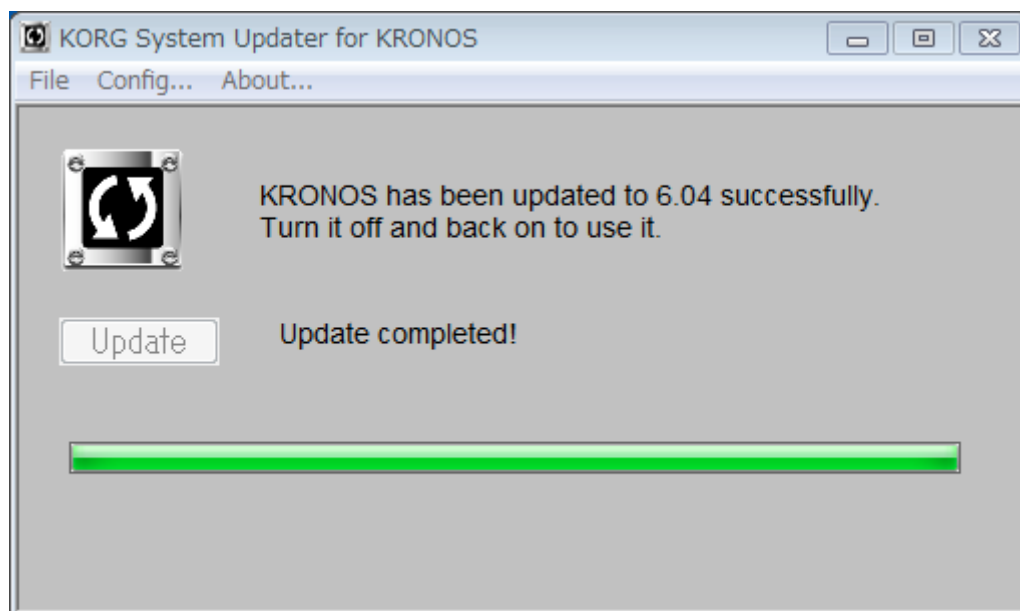 KORG System Updater for KRONOS
File Config... About...
KRONOS has been updated to 6.04 successfully.
Turn it off and back on to use it.
Update
Update completed!